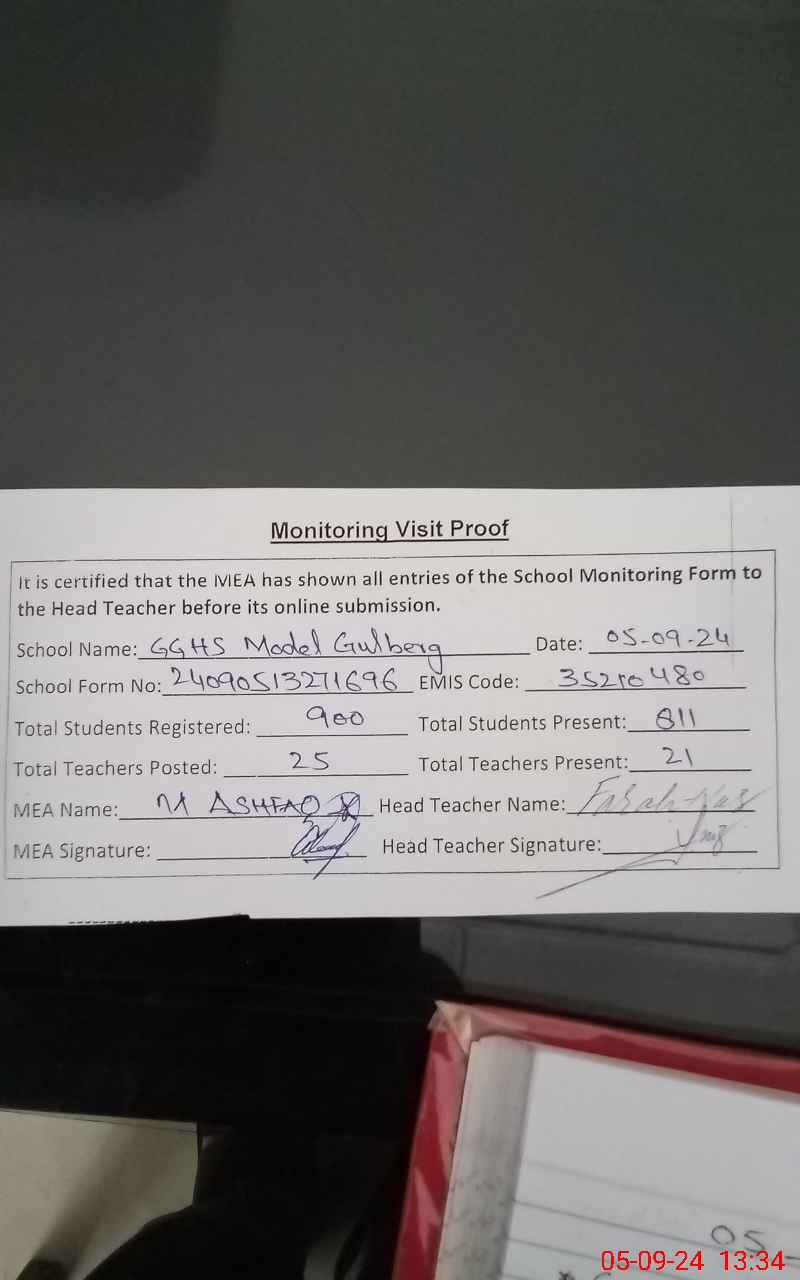 Monitoring Visit Proof
It is certified that the MEA has shown all entries of the School Monitoring Form to
the Head Teacher before its online submission.
School Name: GGHS Model Gulberg Date: 05-09-24
School Form No: 24090513271696 EMIS Code: 35210480
Total Students Registered: 900 Total Students Present: 811
Total Teachers Posted: 25 Total Teachers Present: 21
MEA Name: M ASHFAQ Head Teacher Name: Farah Naz
MEA Signature: Head Teacher Signature:
05-
05-09-24 13:34